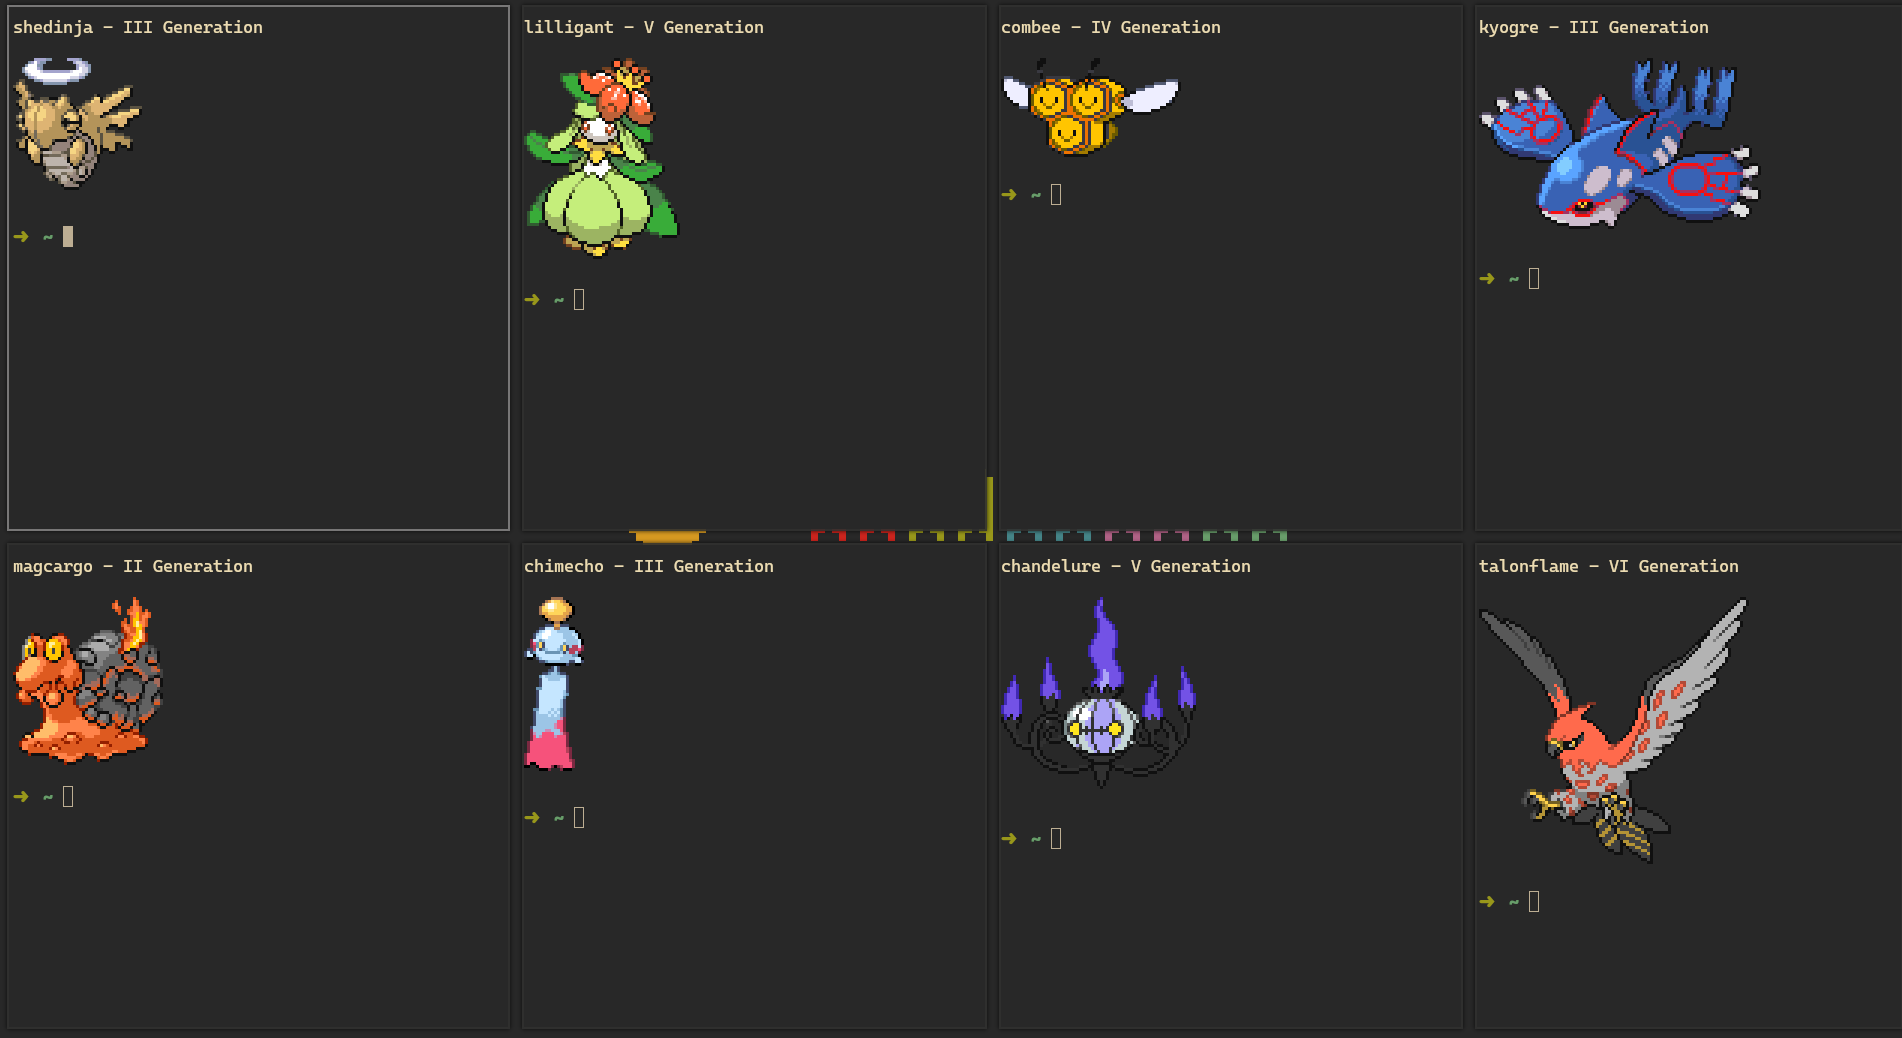 shedinja – III Generation
➜ ~
lilligant – V Generation
➜ ~
combee – IV Generation
➜ ~
kyogre – III Generation
➜ ~
magcargo – II Generation
➜ ~
chimecho – III Generation
➜ ~
chandelure – V Generation
➜ ~
talonflame – VI Generation
➜ ~